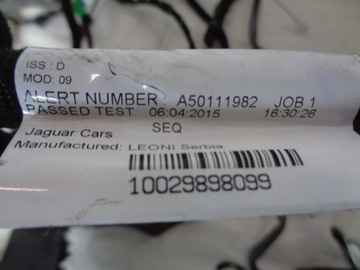 ISS : D
MOD: 09
ALERT NUMBER : A50111982 JOB 1
PASSED TEST 06:04:2015 16:30:26
SEQ
Jaguar Cars
Manufactured: LEONI Serbia
10029898099